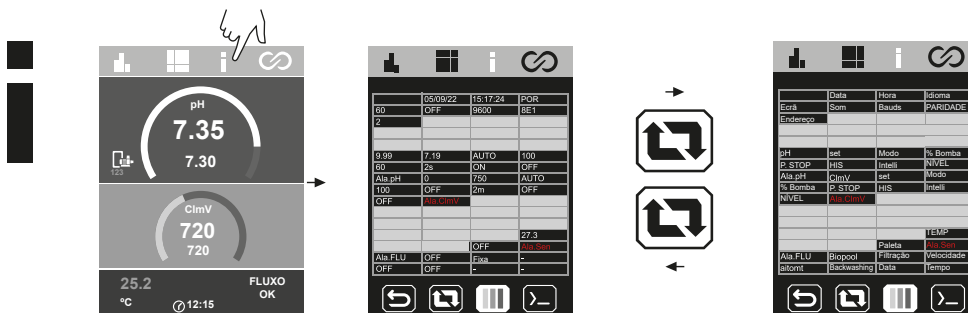 pH
7.35
7.30
123
ClmV
720
720
25.2
ºC
12:15
FLUXO
OK
05/09/22 15:17:24 POR
60 OFF 9600 8E1
2
9.99 7.19 AUTO 100
60 2s ON OFF
Ala.pH 0 750 AUTO
100 OFF 2m OFF
OFF Ala.ClmV
27.3
OFF Ala.Sen
Ala.FLU OFF Fixa -
OFF OFF - -
Data Hora Idioma
Ecrã Som Bauds PARIDADE
Endereço
pH set Modo % Bomba
P. STOP HIS Intelli NIVEL
Ala.pH ClmV set Modo
% Bomba P. STOP HIS Intelli
NIVEL Ala.ClmV
TEMP
Paleta Ala.Sen
Ala.FLU Biopool Filtração Velocidade
aitomt Backwashing Data Tempo